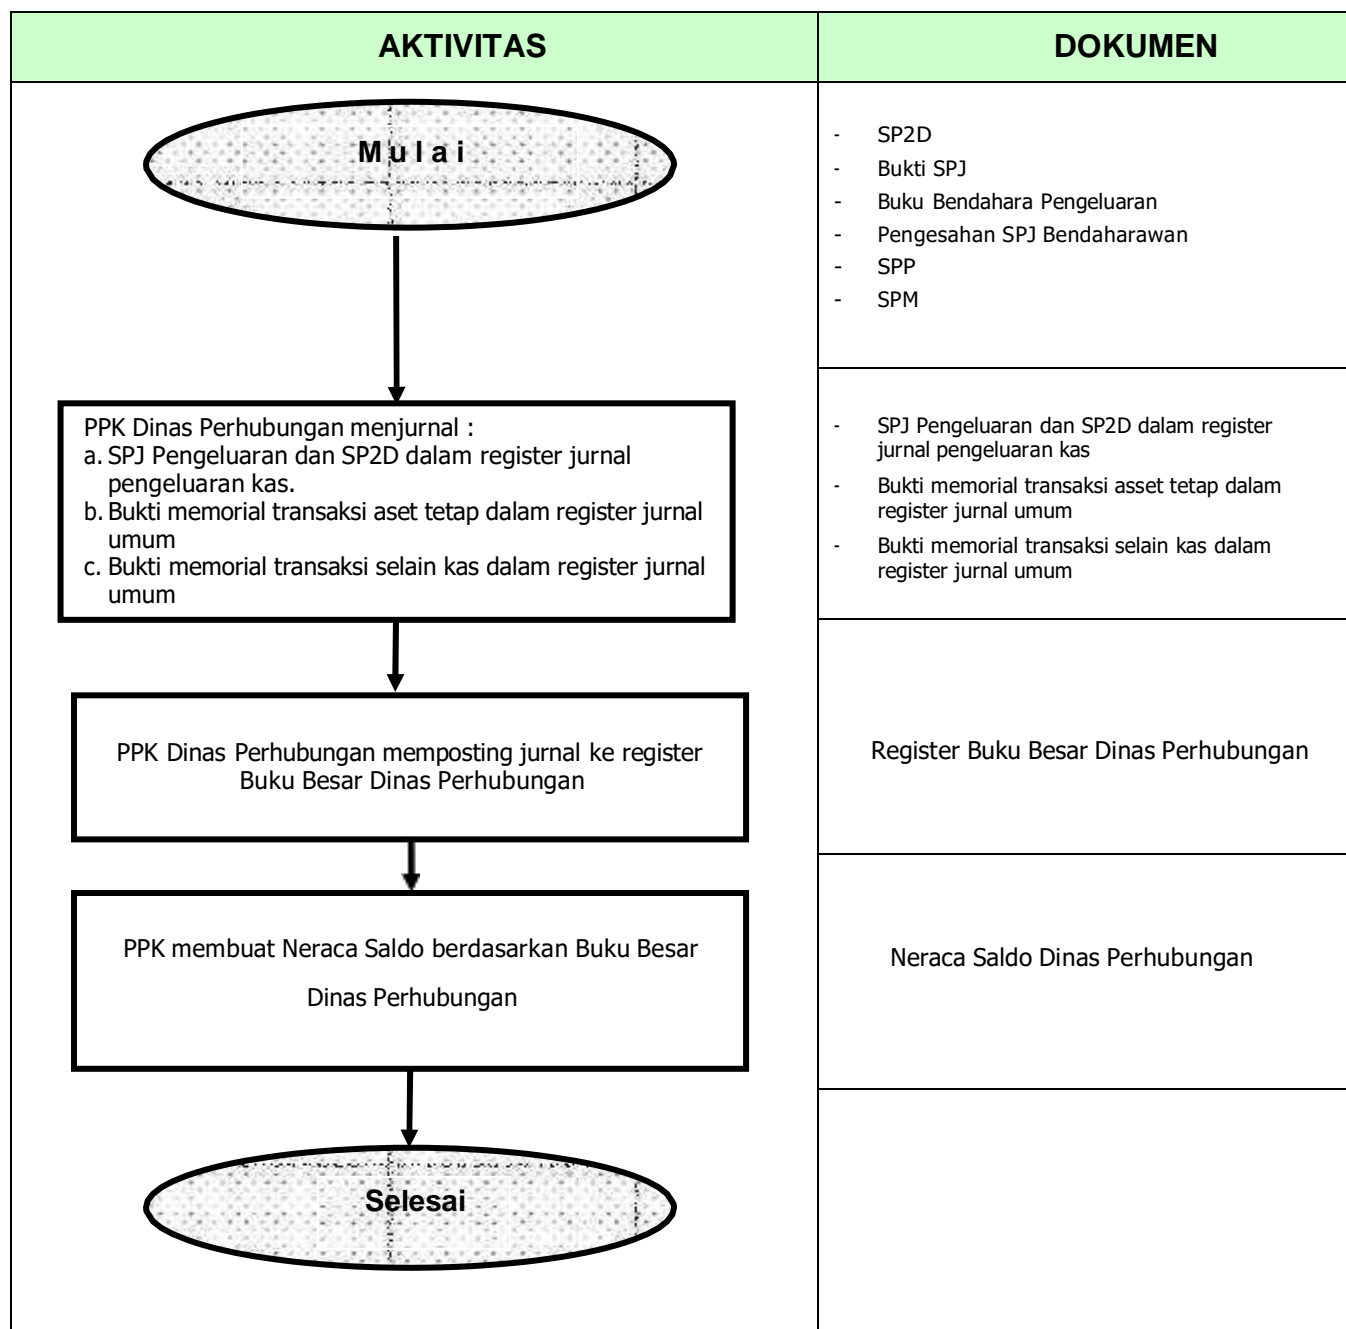 AKTIVITAS
DOKUMEN
M u l a i
- SP2D
- Bukti SPJ
- Buku Bendahara Pengeluaran
- Pengesahan SPJ Bendaharawan
- SPP
- SPM
PPK Dinas Perhubungan menjurnal :
a. SPJ Pengeluaran dan SP2D dalam register jurnal
pengeluaran kas.
b. Bukti memorial transaksi aset tetap dalam register jurnal
umum
c. Bukti memorial transaksi selain kas dalam register jurnal
umum
- SPJ Pengeluaran dan SP2D dalam register
jurnal pengeluaran kas
- Bukti memorial transaksi asset tetap dalam
register jurnal umum
- Bukti memorial transaksi selain kas dalam
register jurnal umum
PPK Dinas Perhubungan memposting jurnal ke register
Buku Besar Dinas Perhubungan
Register Buku Besar Dinas Perhubungan
PPK membuat Neraca Saldo berdasarkan Buku Besar
Dinas Perhubungan
Neraca Saldo Dinas Perhubungan
Selesai